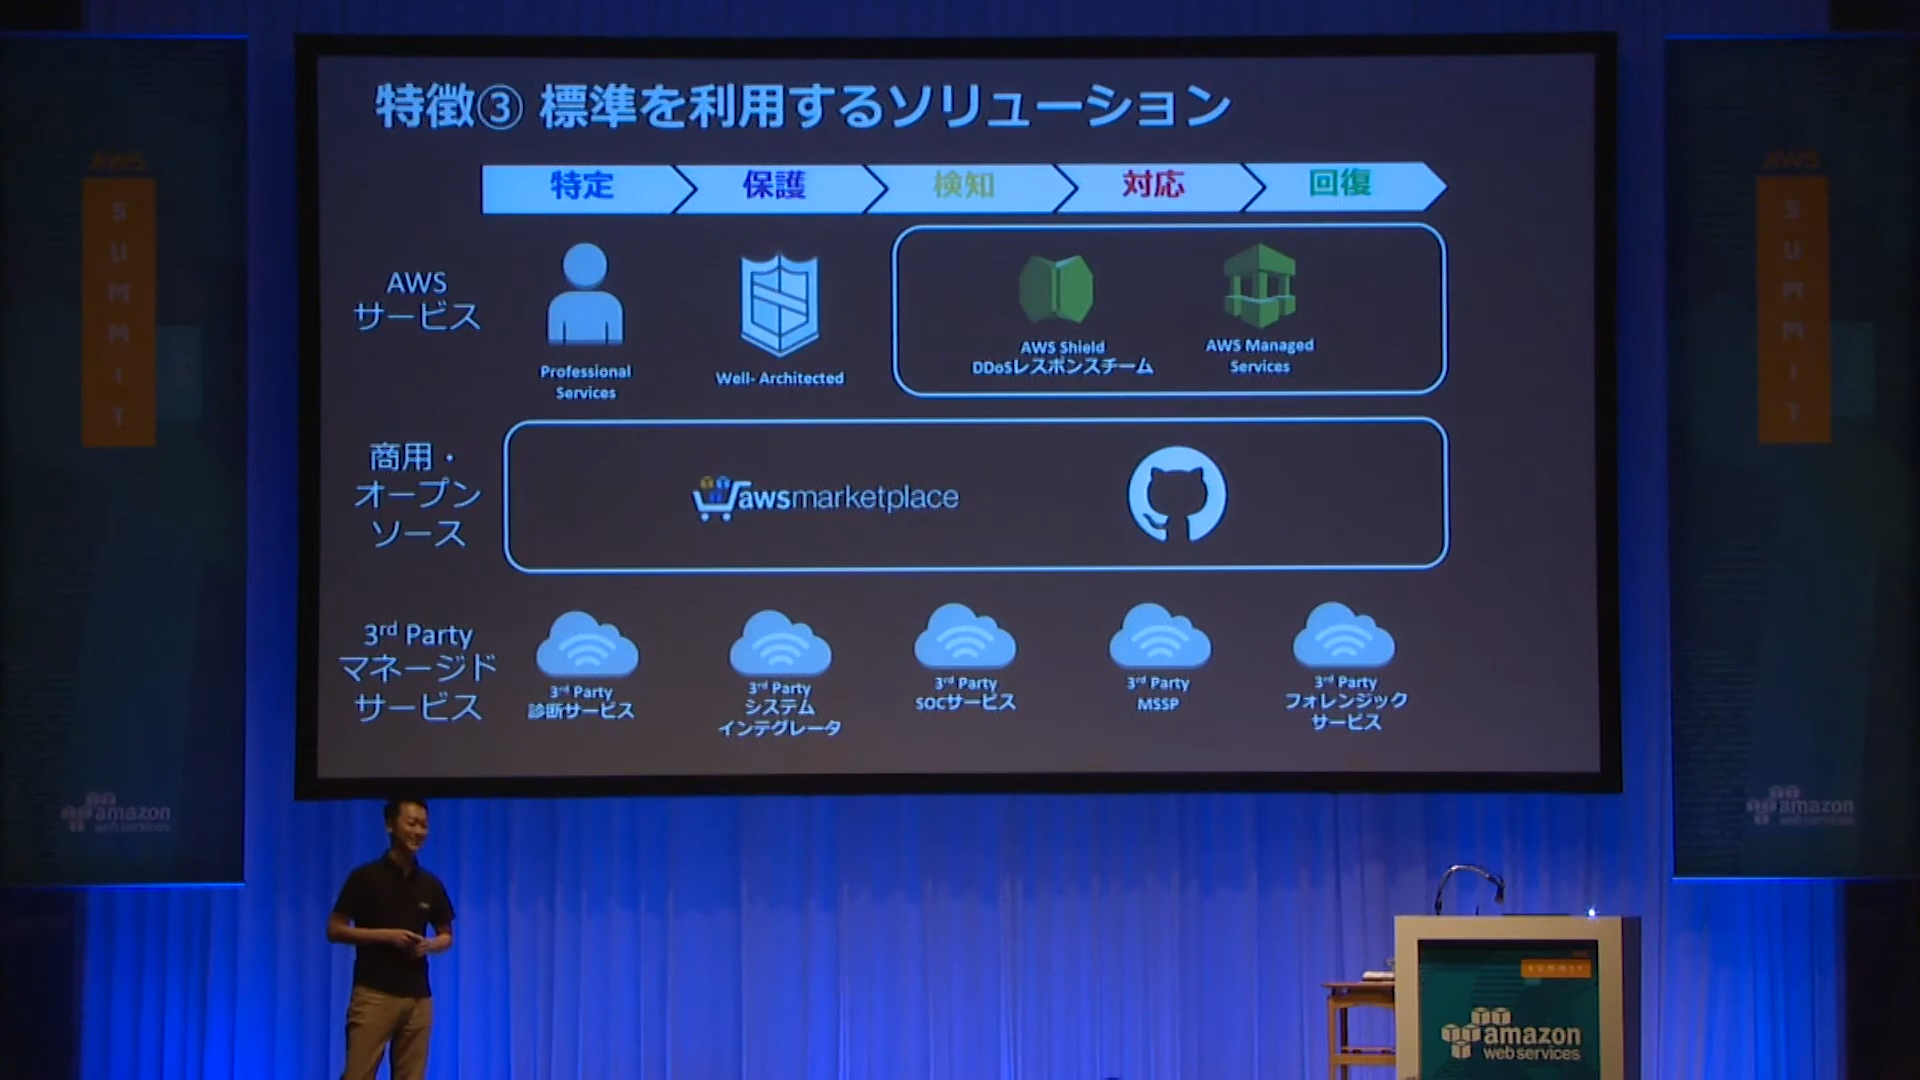 特徴③ 標準を利用するソリューション
特定
保護
検知
対応
回復
AWS
サービス
Professional
Services
Well- Architected
AWS Shield
DDoSレスポンスチーム
AWS Managed
Services
商用・
オープン
ソース
awsmarketplace
3rd Party
マネージド
サービス
3rd Party
診断サービス
3rd Party
システム
インテグレータ
3rd Party
SOCサービス
3rd Party
MSSP
3rd Party
フォレンジック
サービス
AWS
SUMMIT
amazon
web services
AWS
SUMMIT
amazon
web services
SUMMIT
amazon
web services